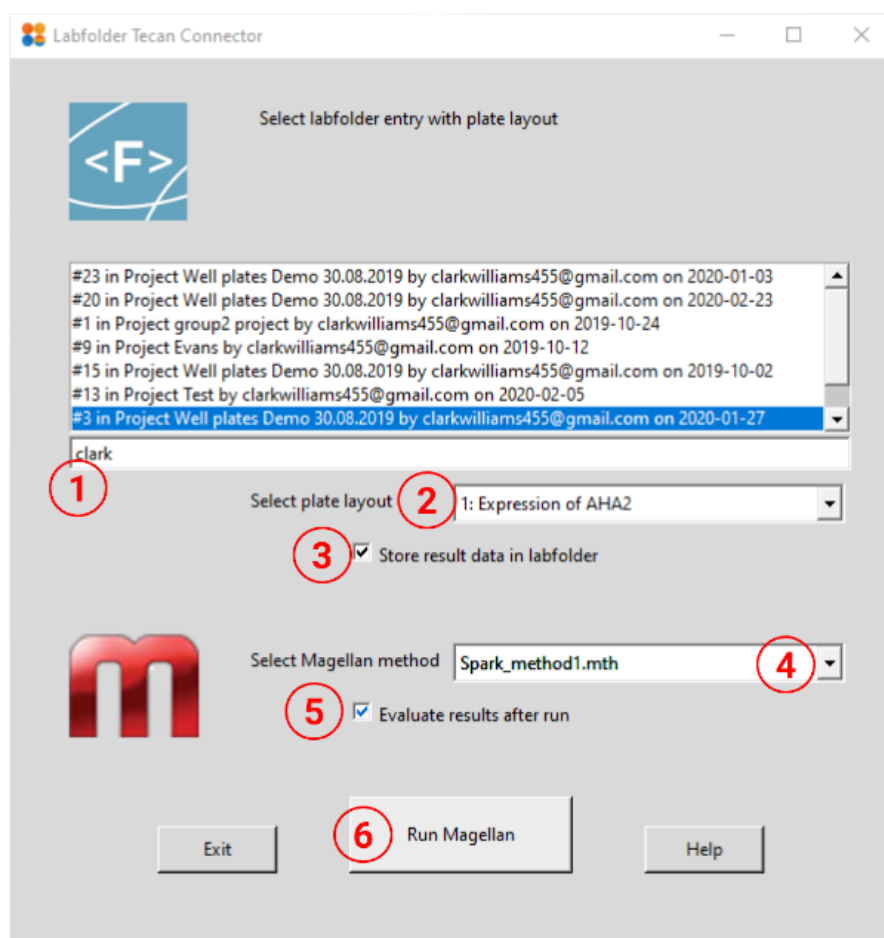 Labfolder Tecan Connector
Select labfolder entry with plate layout
<F>
#23 in Project Well plates Demo 30.08.2019 by clarkwilliams455@gmail.com on 2020-01-03
#20 in Project Well plates Demo 30.08.2019 by clarkwilliams455@gmail.com on 2020-02-23
#1 in Project group2 project by clarkwilliams455@gmail.com on 2019-10-24
#9 in Project Evans by clarkwilliams455@gmail.com on 2019-10-12
#15 in Project Well plates Demo 30.08.2019 by clarkwilliams455@gmail.com on 2019-10-02
#13 in Project Test by clarkwilliams455@gmail.com on 2020-02-05
#3 in Project Well plates Demo 30.08.2019 by clarkwilliams455@gmail.com on 2020-01-27
clark
1
Select plate layout 2 1: Expression of AHA2
3 Store result data in labfolder
m
Select Magellan method Spark_method1.mth 4
5 Evaluate results after run
Exit 6 Run Magellan Help